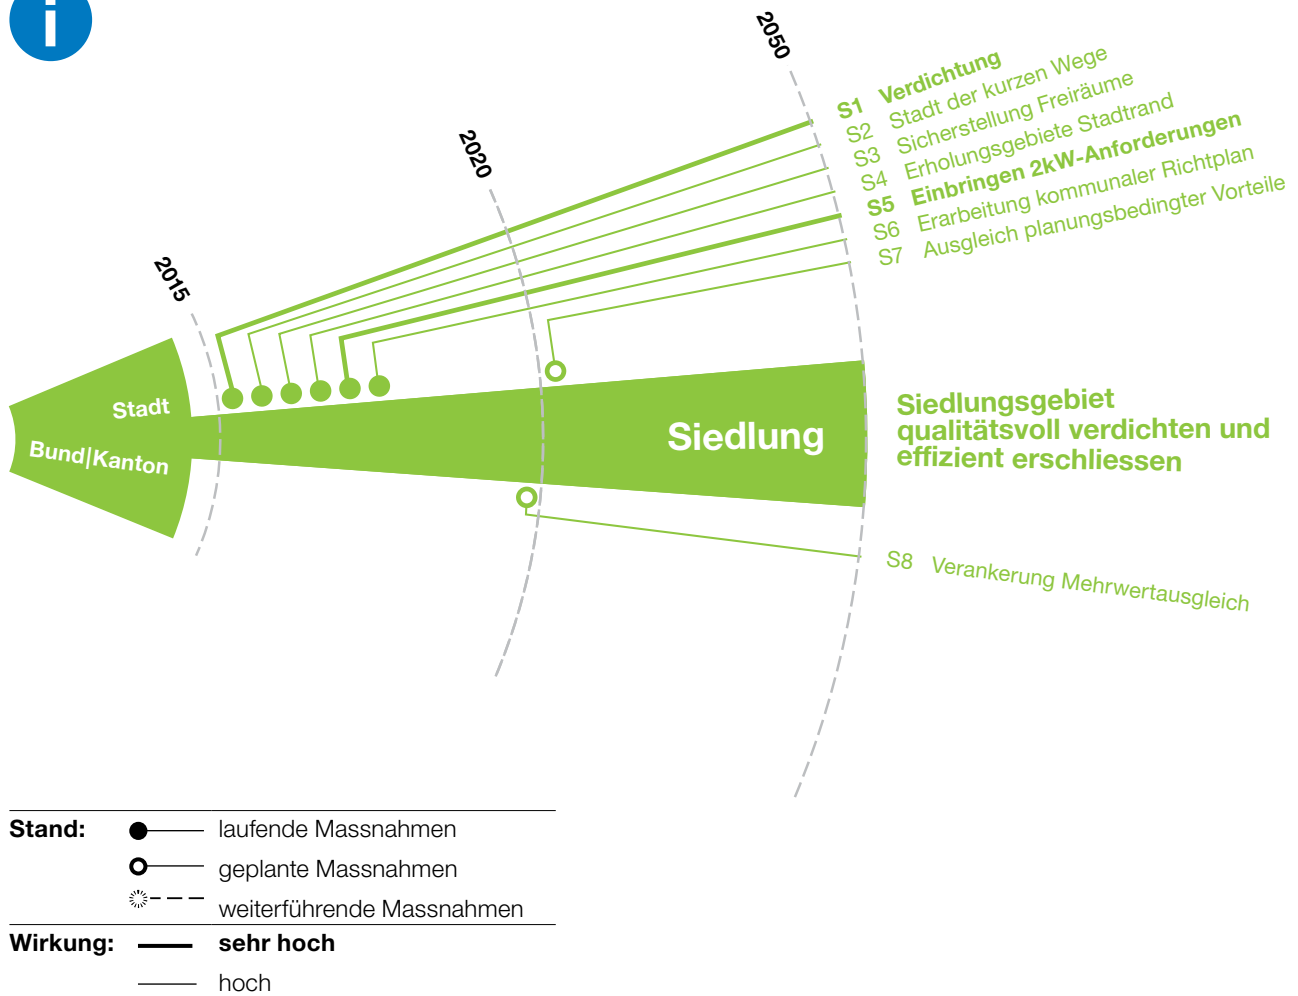 i
2050
2020
2015
S1 Verdichtung
S2 Stadt der kurzen Wege
S3 Sicherstellung Freiräume
S4 Erholungsgebiete Stadtrand
S5 Einbringen 2kW-Anforderungen
S6 Erarbeitung kommunaler Richtplan
S7 Ausgleich planungsbedingter Vorteile
Stadt
Bund|Kanton
Siedlung
Siedlungsgebiet
qualitätsvoll verdichten und
effizient erschliessen
S8 Verankerung Mehrwertausgleich
Stand: laufende Massnahmen
geplante Massnahmen
weiterführende Massnahmen
Wirkung: sehr hoch
hoch